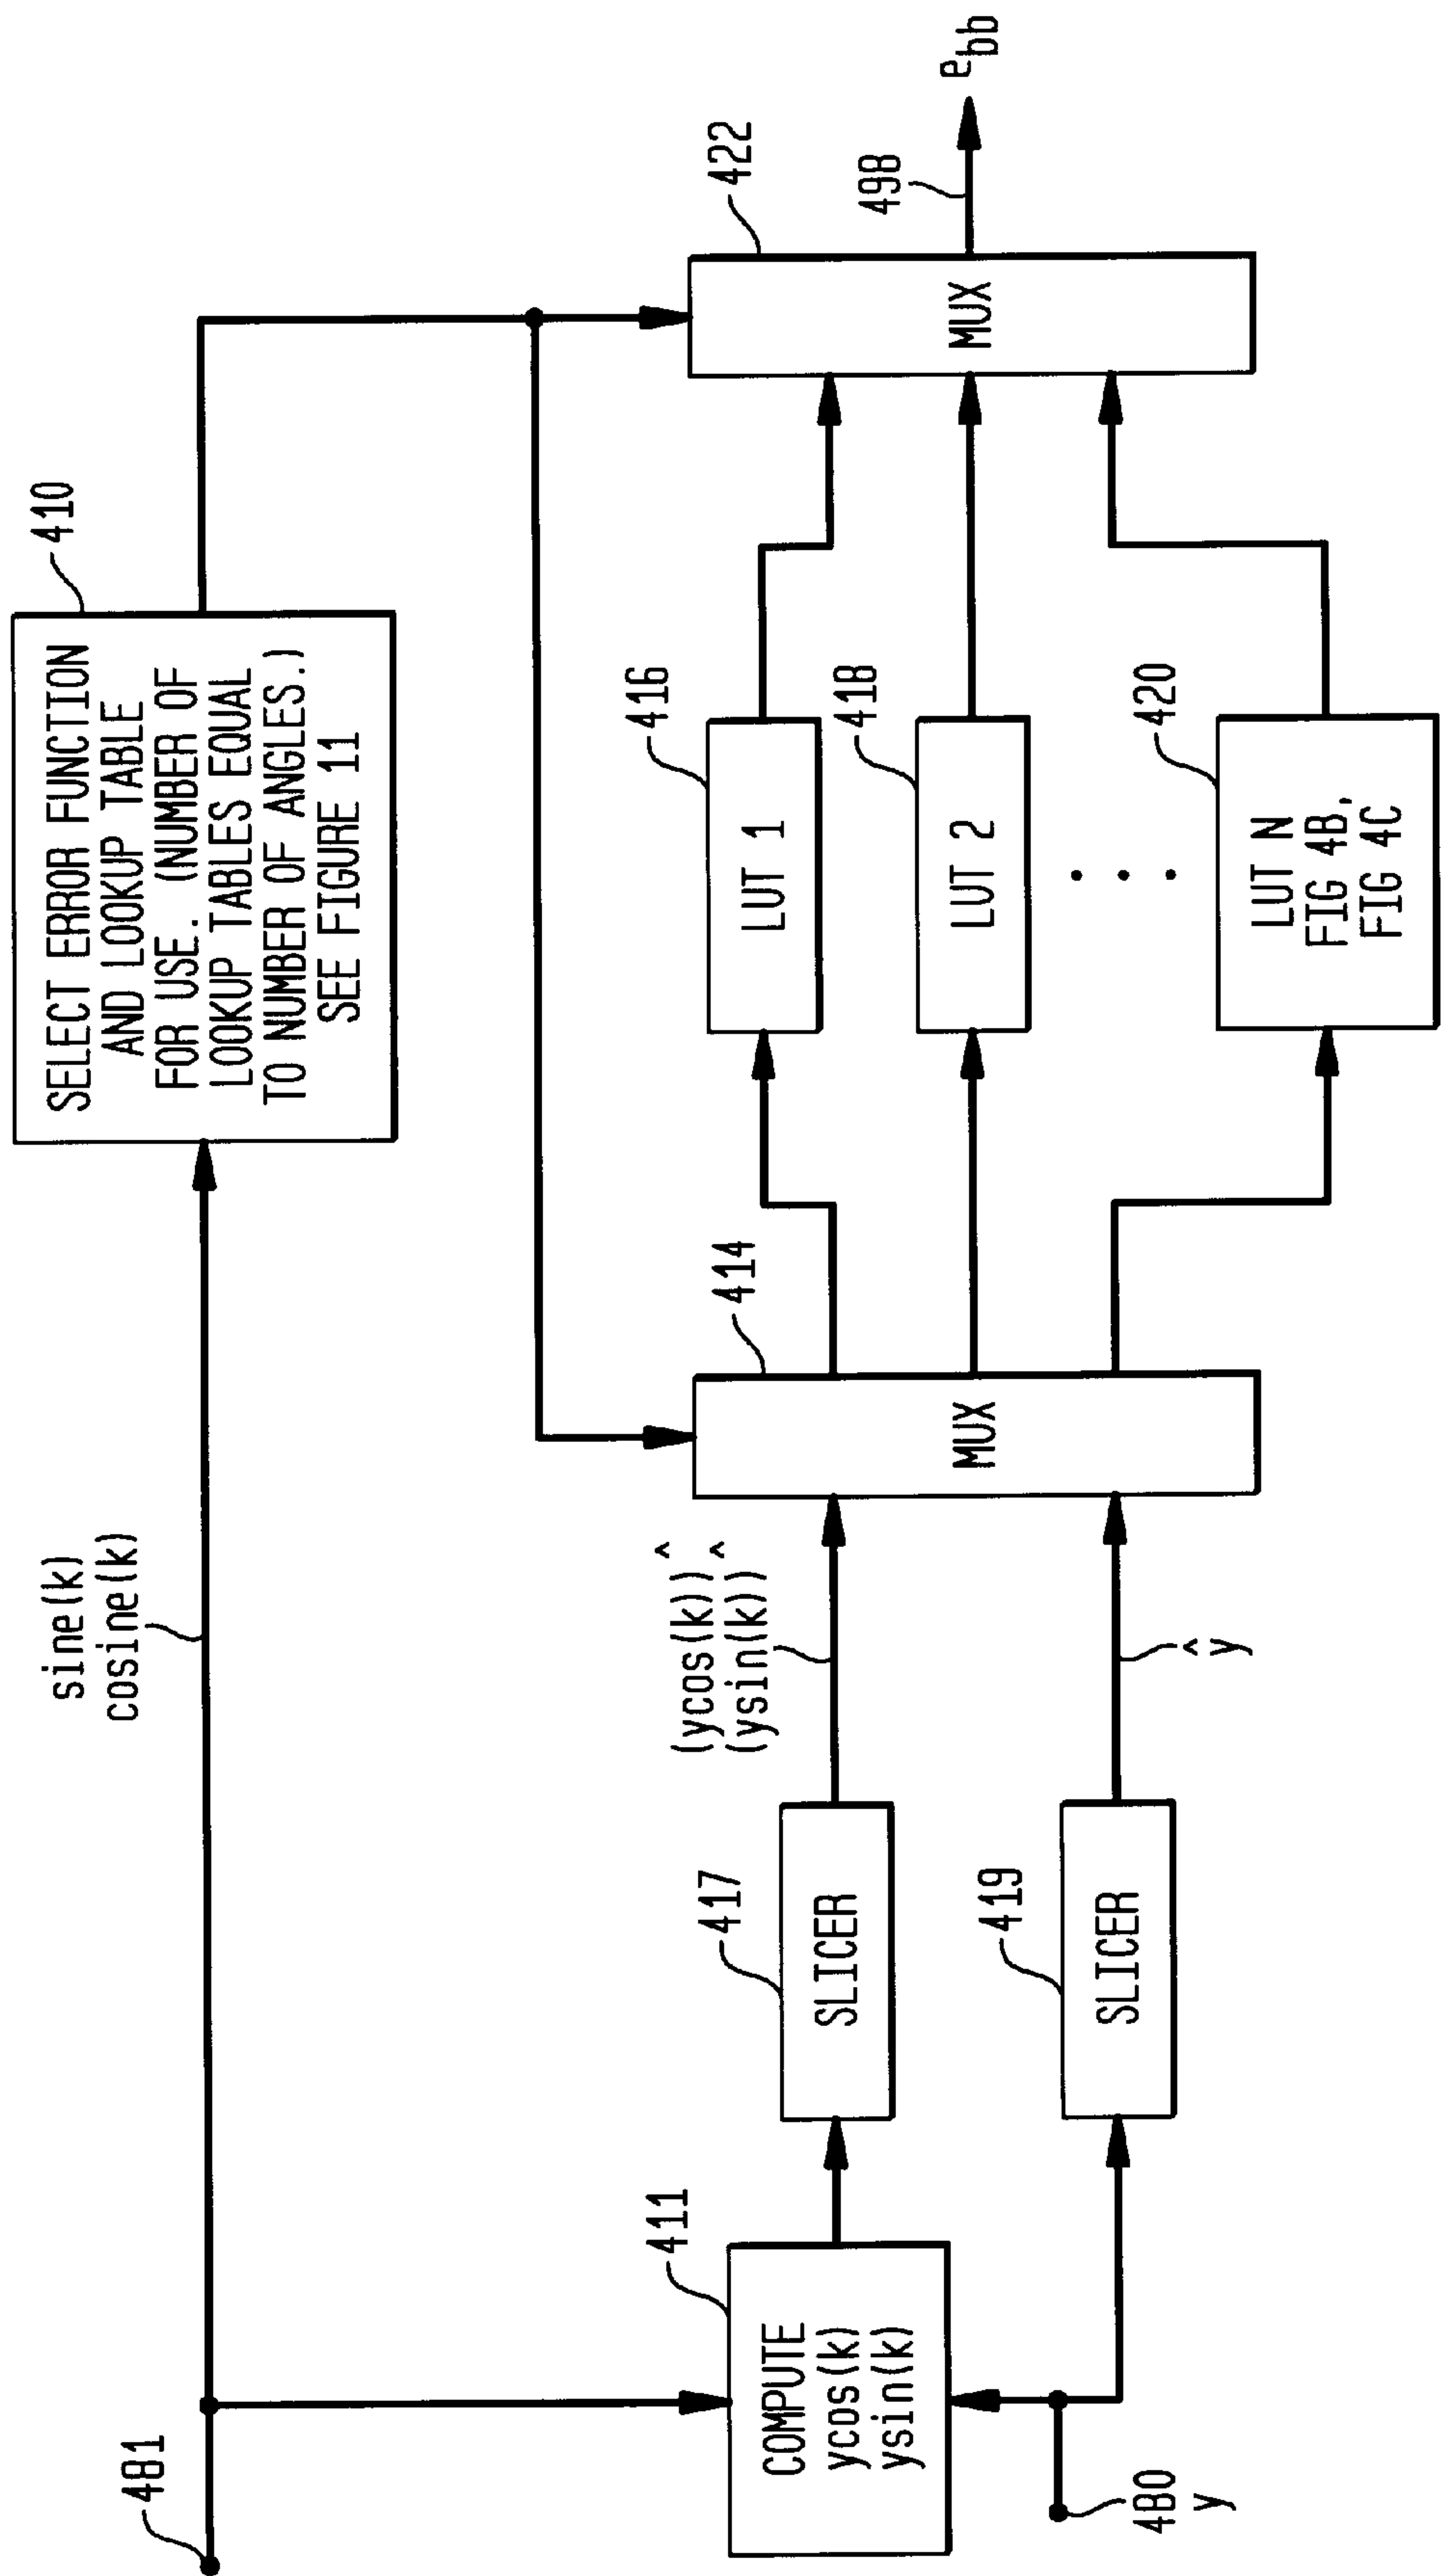 481
sine(k)
cosine(k)
SELECT ERROR FUNCTION
AND LOOKUP TABLE
FOR USE. (NUMBER OF
LOOKUP TABLES EQUAL
TO NUMBER OF ANGLES.)
SEE FIGURE 11
410
411
COMPUTE
ycos(k)
ysin(k)
480
y
417
SLICER
419
SLICER
(ycos(k))^
(ysin(k))^
ŷ
414
MUX
416
LUT 1
418
LUT 2
420
LUT N
FIG 4B,
FIG 4C
422
MUX
498
e_bb